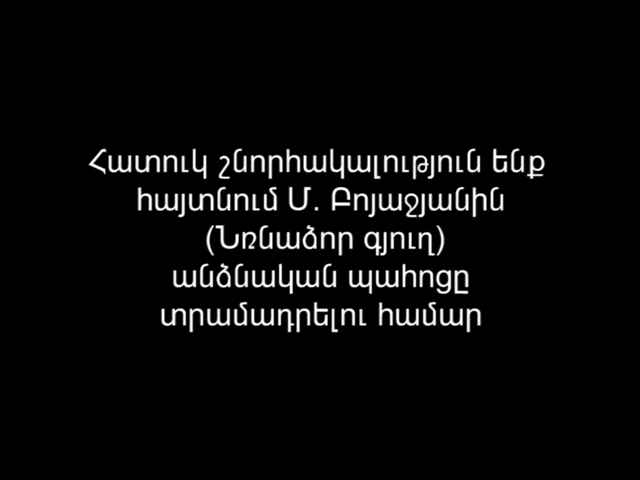 Հատուկ շնորհակալություն ենք
հայտնում Մ. Բոյաջյանին
(Նռնաձոր գյուղ)
անձնական պահոցը
տրամադրելու համար